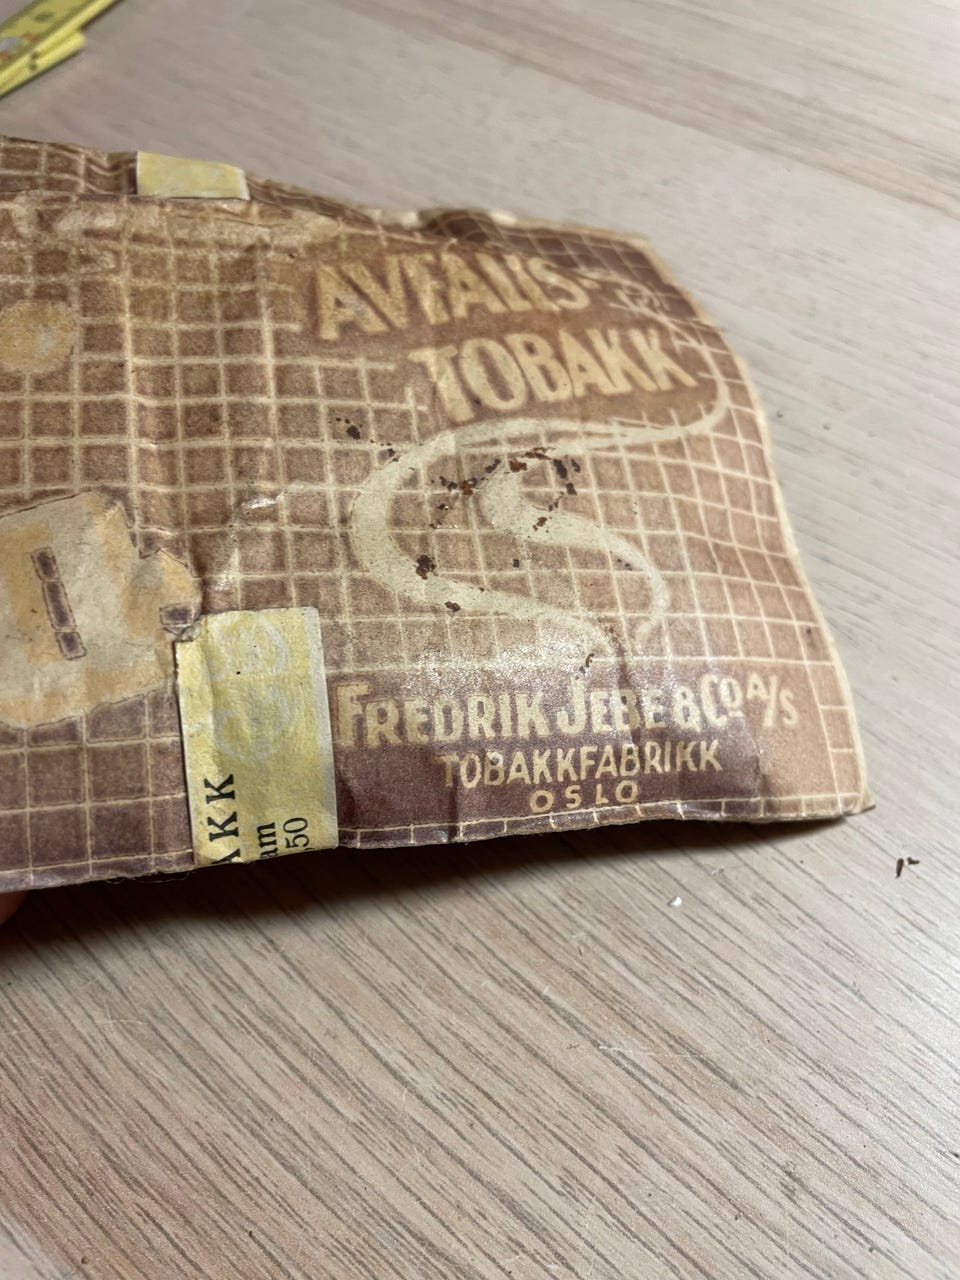 AVFALLS-
TOBAKK
FREDRIK JEBE & Co A/S
TOBAKKFABRIKK
OSLO
AKK
am
50